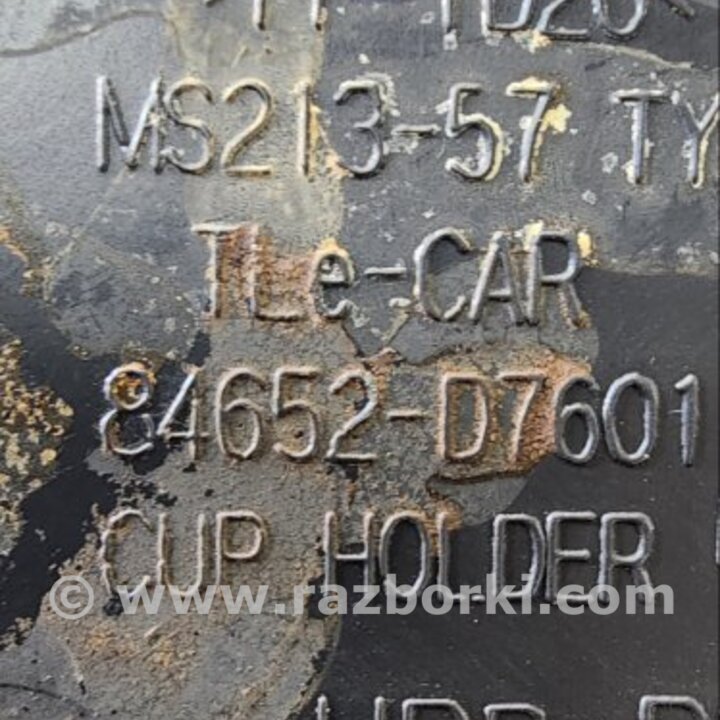 MS213-57 TY
TLe-CAR
84652-D7601
CUP HOLDER
© www.razborki.com